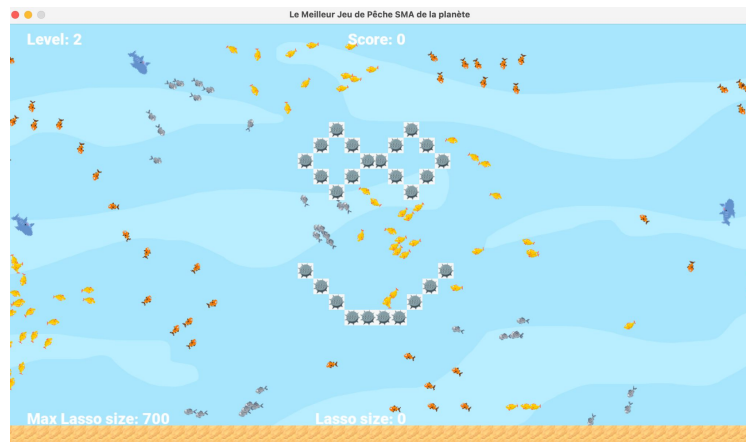 Le Meilleur Jeu de Pêche SMA de la planète
Level: 2
Score: 0
Max Lasso size: 700
Lasso size: 0